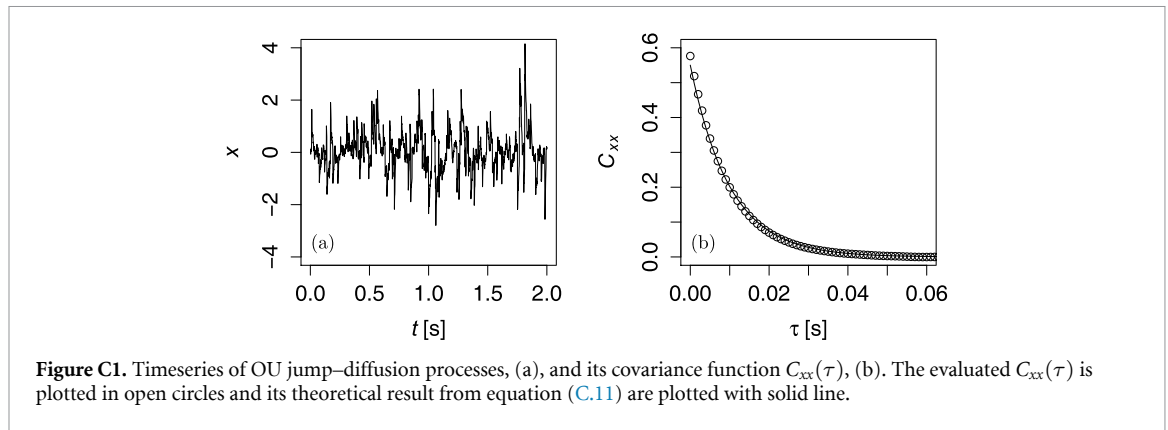 4
2
0
−2
−4
x
(a)
0.0 0.5 1.0 1.5 2.0
t [s]
0.6
0.4
0.2
0.0
Cxx
(b)
0.00 0.02 0.04 0.06
τ [s]
Figure C1. Timeseries of OU jump–diffusion processes, (a), and its covariance function Cxx(τ), (b). The evaluated Cxx(τ) is
plotted in open circles and its theoretical result from equation (C.11) are plotted with solid line.